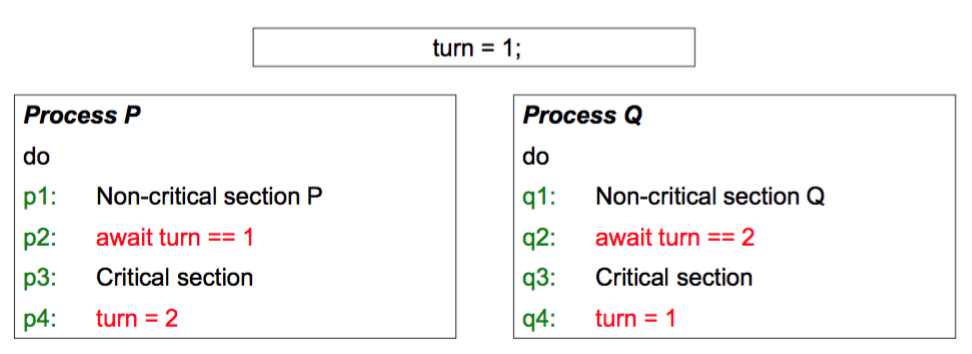 turn = 1;
Process P
do
p1: Non-critical section P
p2: await turn == 1
p3: Critical section
p4: turn = 2
Process Q
do
q1: Non-critical section Q
q2: await turn == 2
q3: Critical section
q4: turn = 1